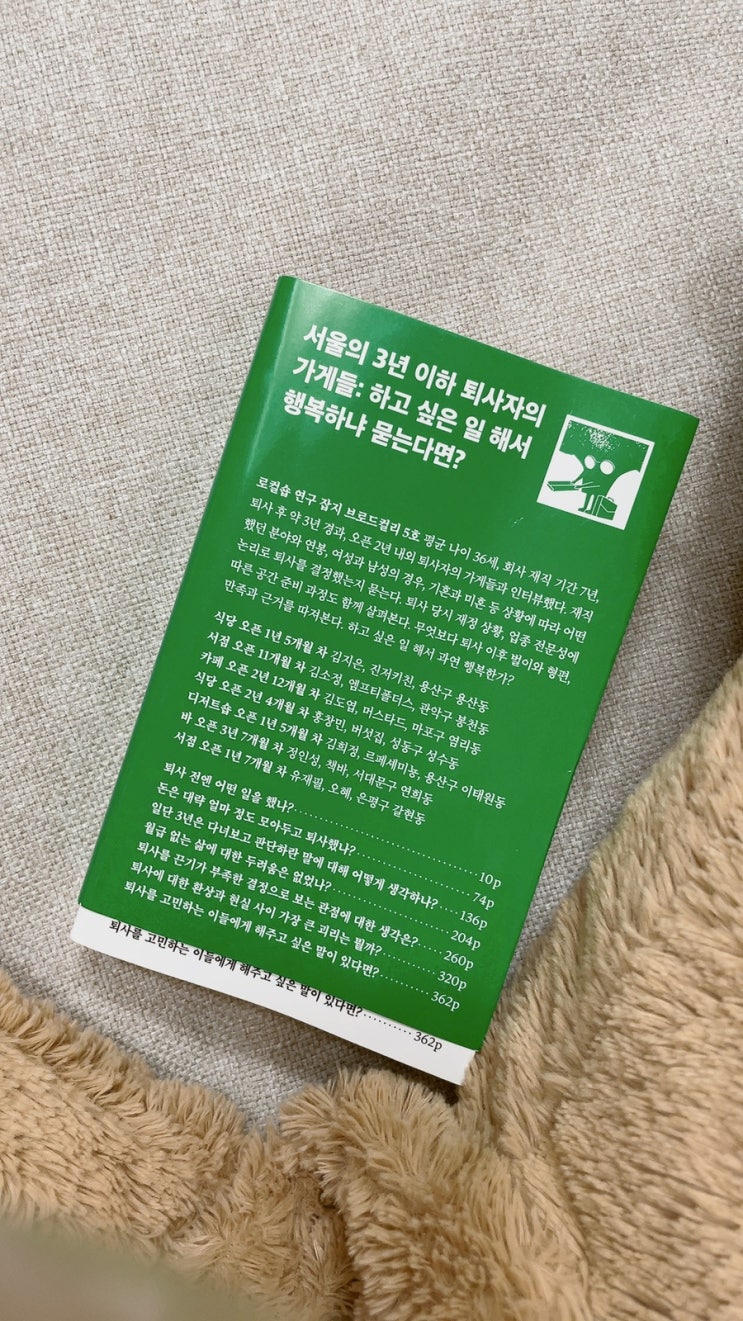 서울의 3년 이하 퇴사자의
가게들: 하고 싶은 일 해서
행복하냐 묻는다면?
로컬숍 연구 잡지 브로드컬리 5호 평균 나이 36세, 회사 재직 기간 7년,
퇴사 후 약 3년 경과, 오픈 2년 내외 퇴사자의 가게들과 인터뷰했다. 재직
했던 분야와 연봉, 여성과 남성의 경우, 기혼과 미혼 등 상황에 따라 어떤
논리로 퇴사를 결정했는지 묻는다. 퇴사 당시 재정 상황, 업종 전문성에
따른 공간 준비 과정도 함께 살펴본다. 무엇보다 퇴사 이후 벌이와 형편,
만족과 근거를 따져본다. 하고 싶은 일 해서 과연 행복한가?
식당 오픈 1년 5개월 차 김지은, 진저키친, 용산구 용산동
서점 오픈 11개월 차 김소정, 엠프티폴더스, 관악구 봉천동
카페 오픈 2년 12개월 차 김도엽, 머스타드, 마포구 염리동
식당 오픈 2년 4개월 차 홍창민, 버섯집, 성동구 성수동
디저트숍 오픈 1년 5개월 차 김희정, 르페셰미뇽, 용산구 이태원동
바 오픈 3년 7개월 차 정인성, 책바, 서대문구 연희동
서점 오픈 1년 7개월 차 유재필, 오혜, 은평구 갈현동
퇴사 전엔 어떤 일을 했나? 10p
돈은 대략 얼마 정도 모아두고 퇴사했나? 74p
일단 3년은 다녀보고 판단하란 말에 대해 어떻게 생각하나? 136p
월급 없는 삶에 대한 두려움은 없었나? 204p
퇴사를 끈기가 부족한 결정으로 보는 관점에 대한 생각은? 260p
퇴사에 대한 환상과 현실 사이 가장 큰 괴리는 뭘까? 320p
퇴사를 고민하는 이들에게 해주고 싶은 말이 있다면? 362p
퇴사를 고민하는 이들에게 해주고 싶은 말이 있다면? 362p